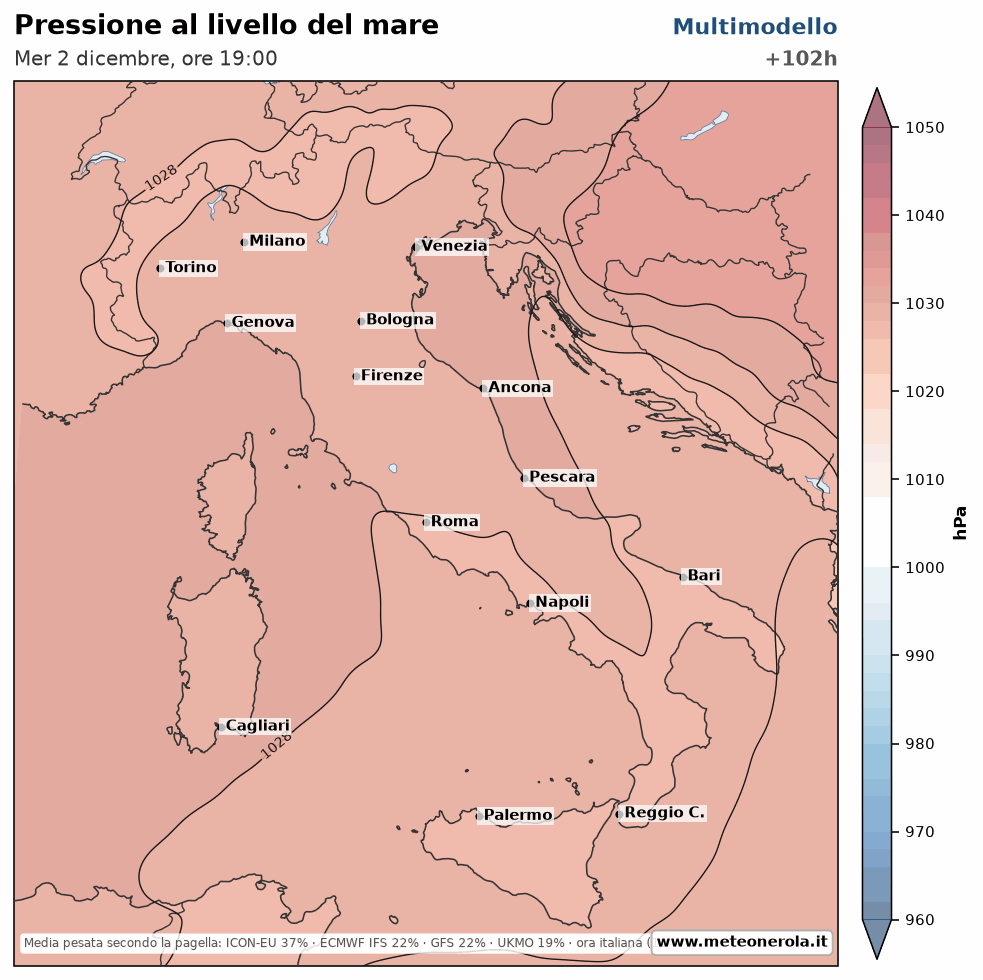 Pressione al livello del mare
Multimodello
Mer 2 dicembre, ore 19:00
+102h
1028
Milano
Venezia
Torino
Genova
Bologna
Firenze
Ancona
Pescara
Roma
Bari
Napoli
Cagliari
1028
Palermo
Reggio C.
1050
1040
1030
1020
1010
1000
990
980
970
960
hPa
Media pesata secondo la pagella: ICON-EU 37% · ECMWF IFS 22% · GFS 22% · UKMO 19% · ora italiana (
www.meteonerola.it